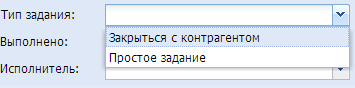 Тип задания:
Выполнено:
Закрыться с контрагентом
Простое задание
Исполнитель: